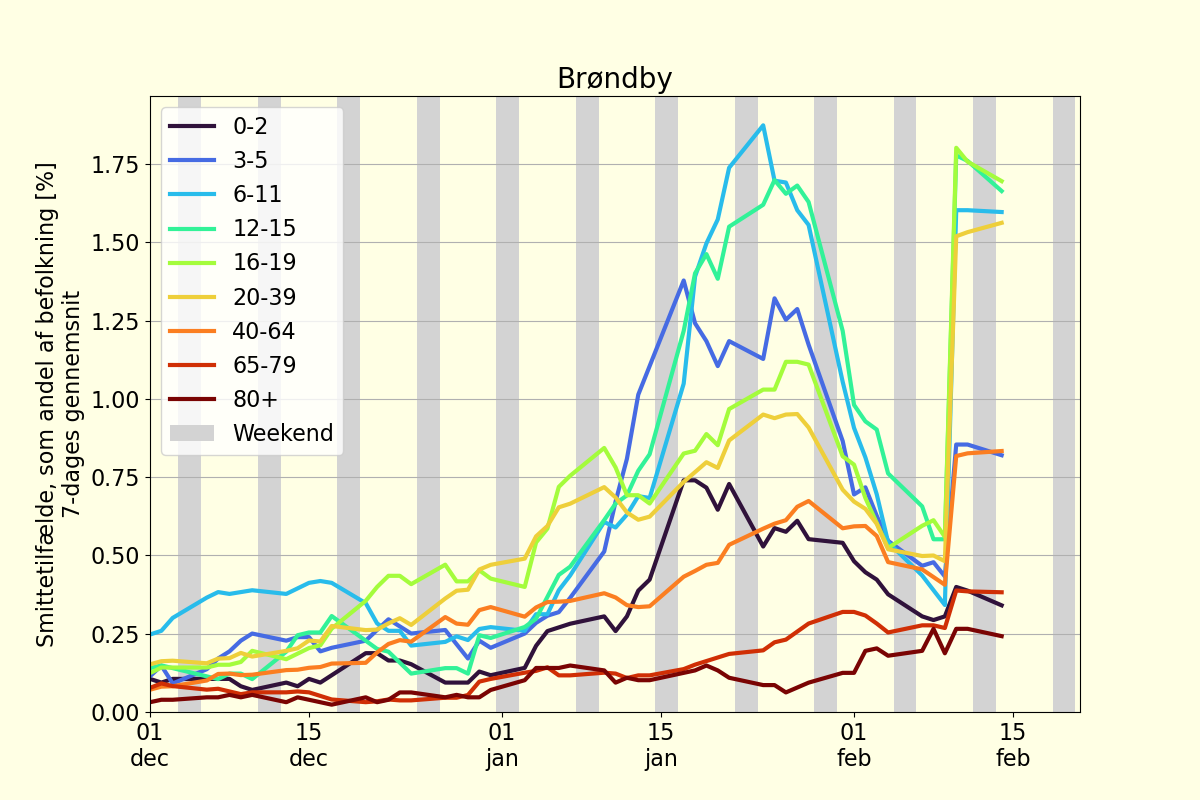 Brøndby
Smittetilfælde, som andel af befolkning [%]
7-dages gennemsnit
1.75
1.50
1.25
1.00
0.75
0.50
0.25
0.00
0-2
3-5
6-11
12-15
16-19
20-39
40-64
65-79
80+
Weekend
01 15 01 15 01 15
dec dec jan jan feb feb